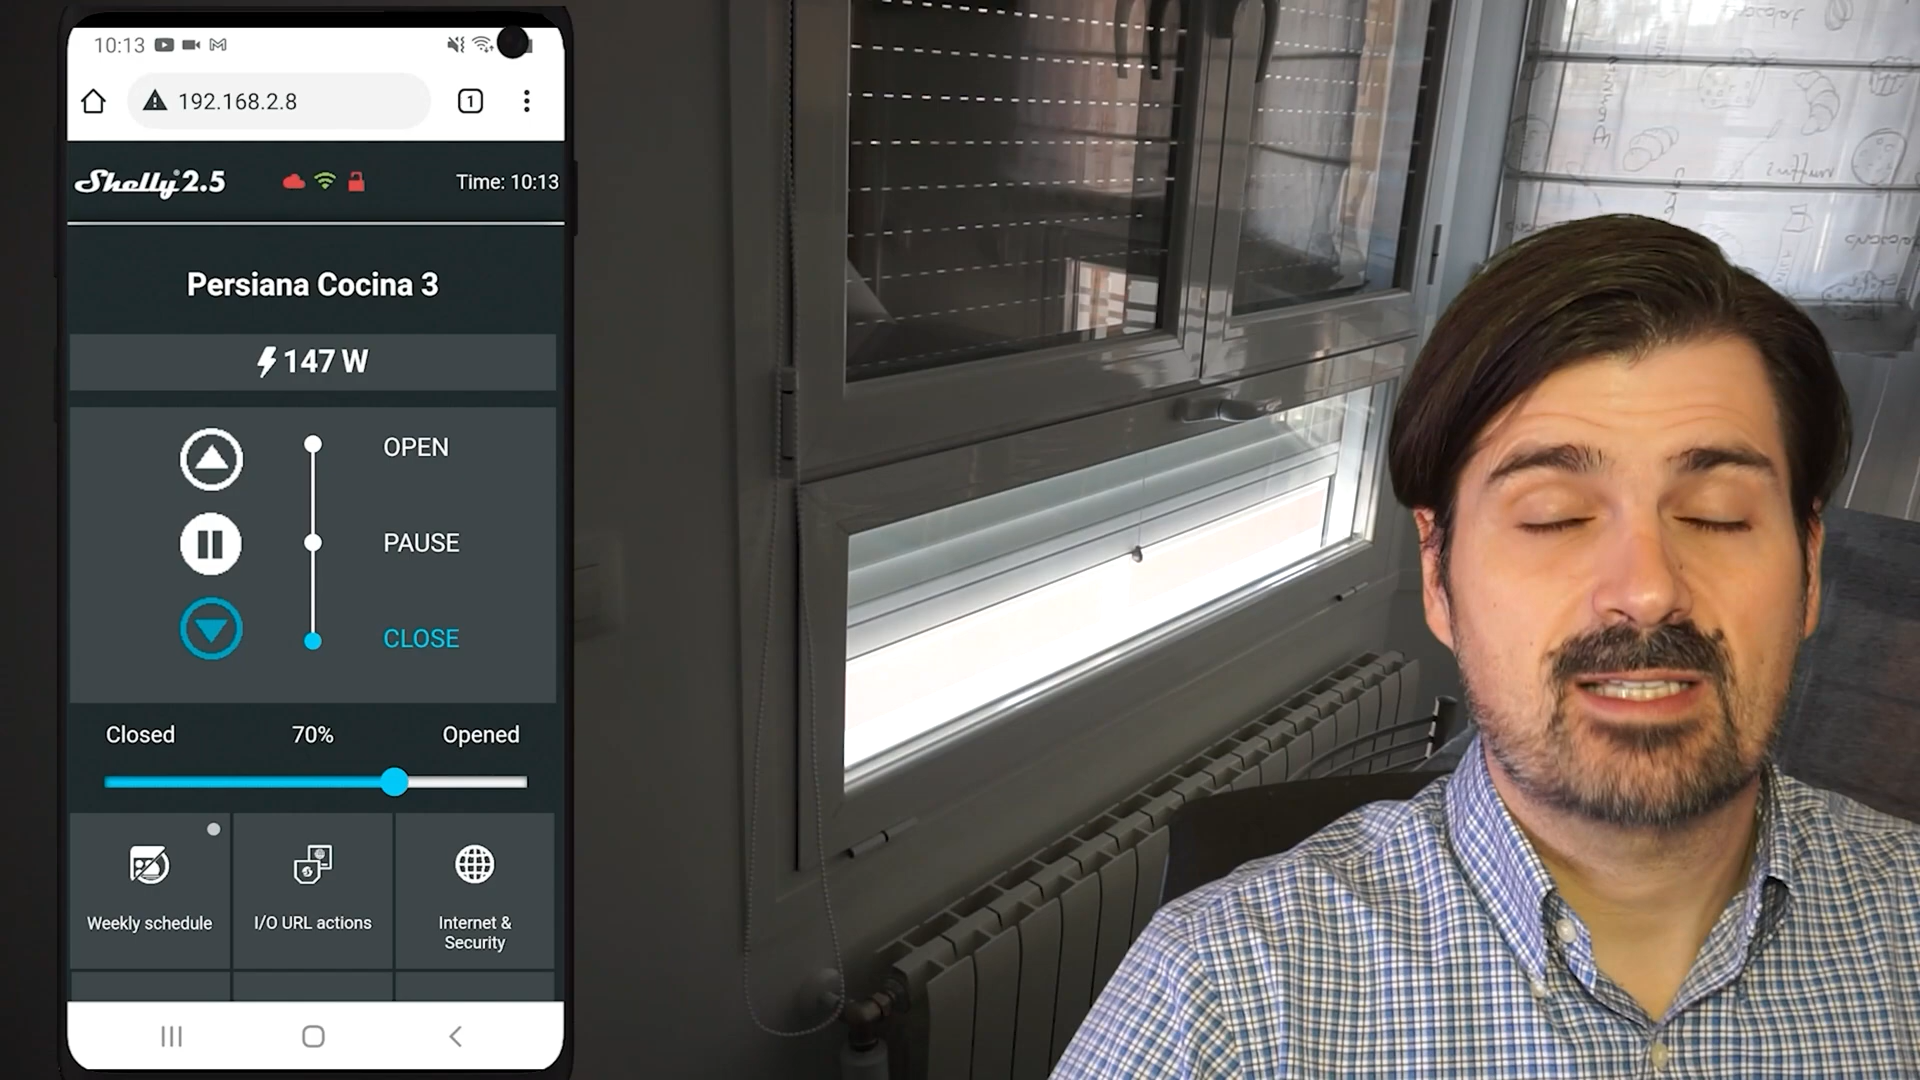 10:13
192.168.2.8
1
Shelly 2.5
Time: 10:13
Persiana Cocina 3
147 W
OPEN
PAUSE
CLOSE
Closed 70% Opened
Weekly schedule
I/O URL actions
Internet &
Security